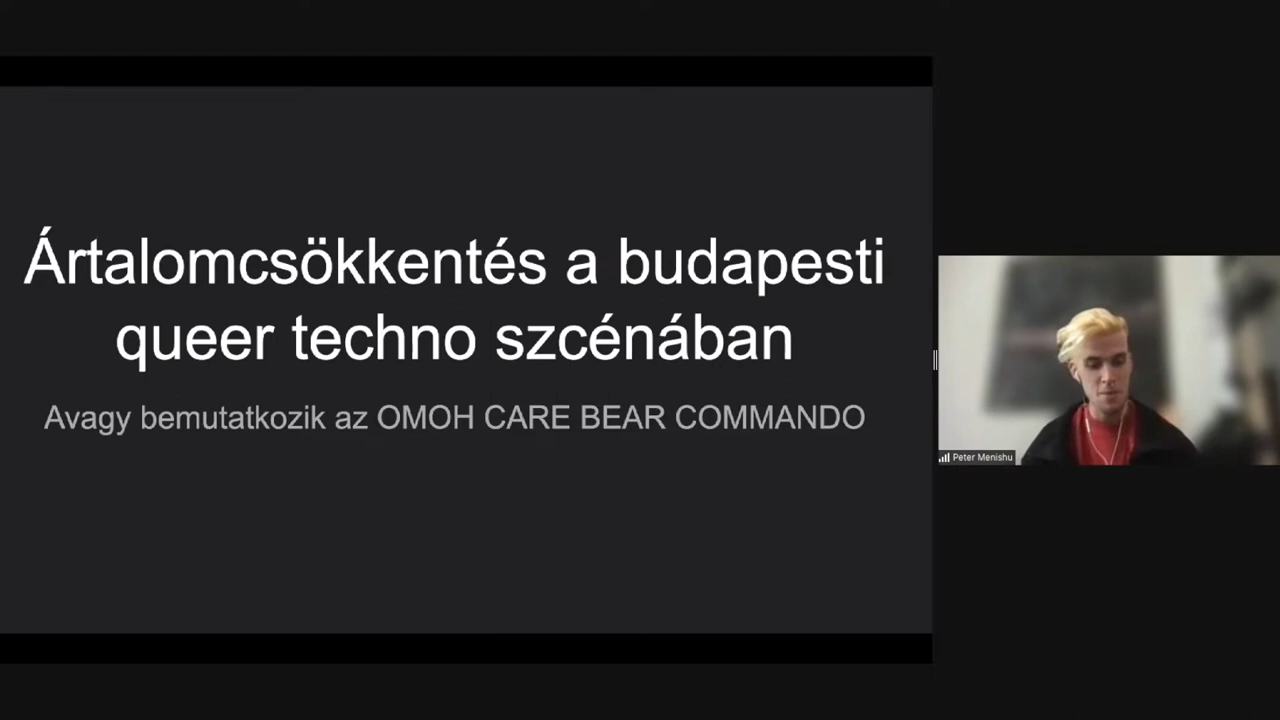 Ártalomcsökkentés a budapesti
queer techno szcénában
Avagy bemutatkozik az OMOH CARE BEAR COMMANDO
Peter Menishu